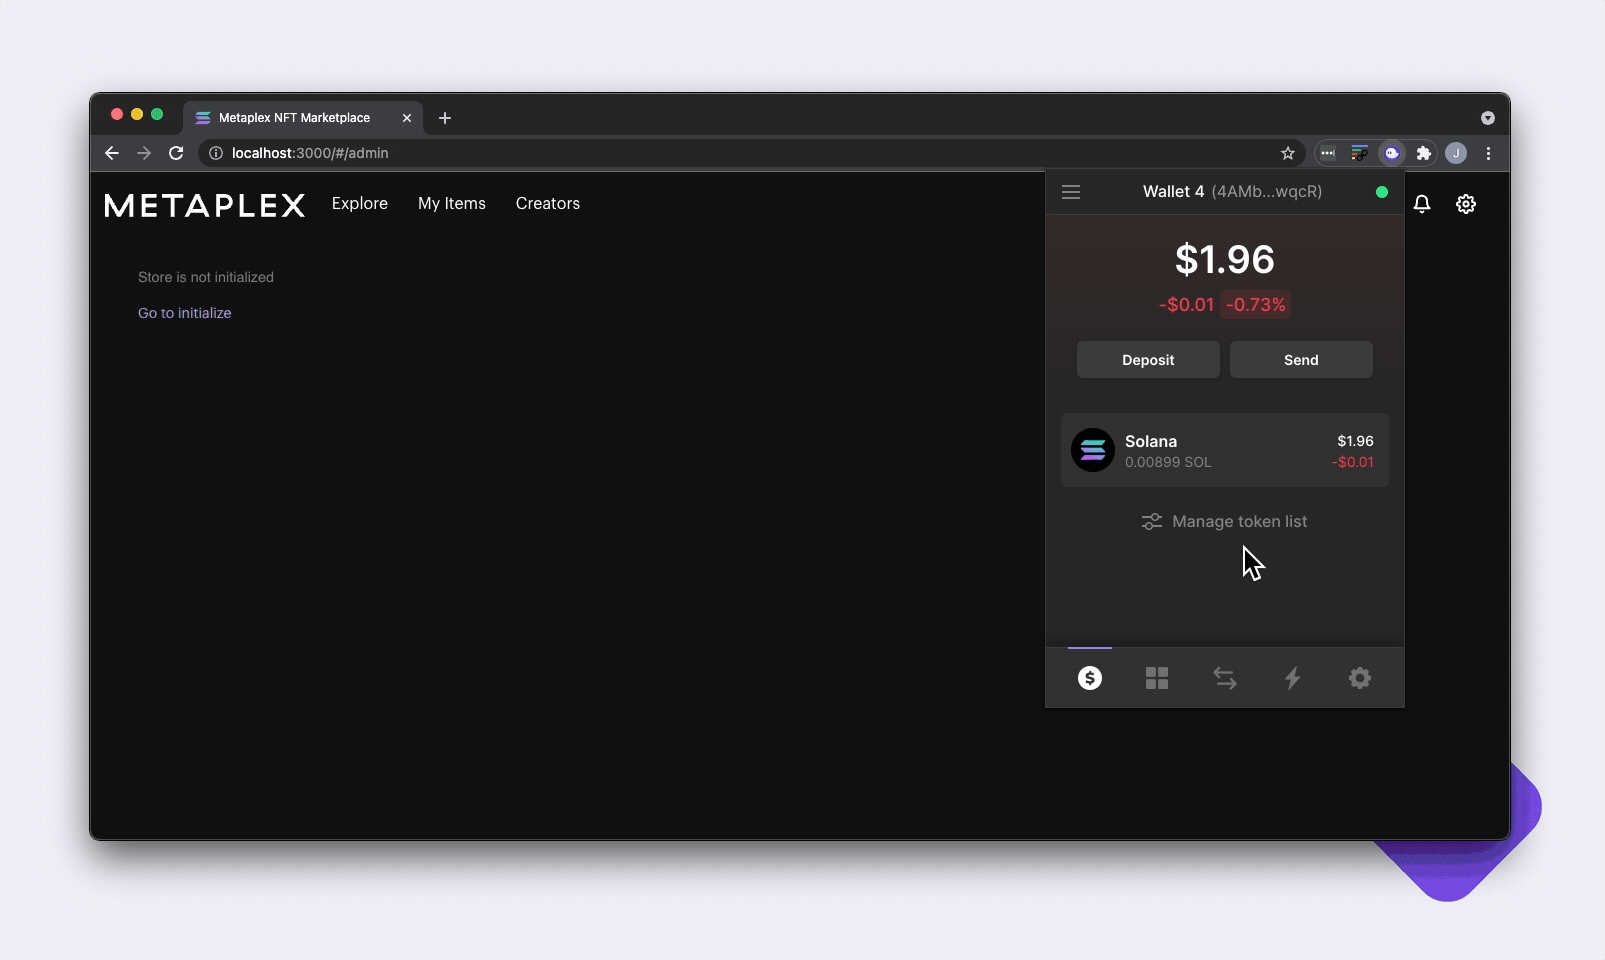 Metaplex NFT Marketplace
localhost:3000/#/admin
J
METAPLEX Explore My Items Creators
Store is not initialized
Go to initialize
Wallet 4 (4AMb...wqcR)
$1.96
-$0.01 -0.73%
Deposit Send
Solana $1.96
0.00899 SOL -$0.01
Manage token list